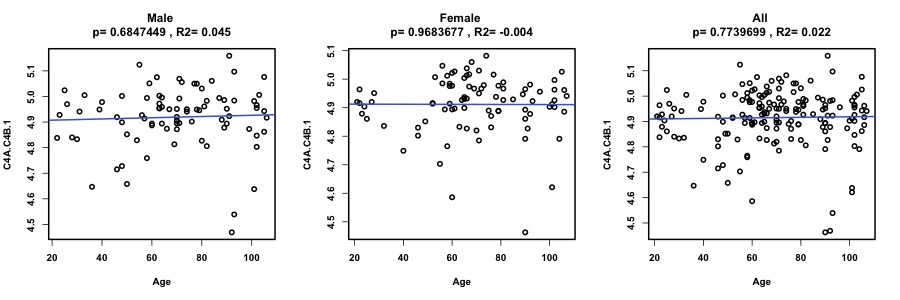 Male
p= 0.6847449 , R2= 0.045
C4A.C4B.1
5.1
5.0
4.9
4.8
4.7
4.6
4.5
20 40 60 80 100
Age
Female
p= 0.9683677 , R2= -0.004
C4A.C4B.1
5.1
5.0
4.9
4.8
4.7
4.6
4.5
20 40 60 80 100
Age
All
p= 0.7739699 , R2= 0.022
C4A.C4B.1
5.1
5.0
4.9
4.8
4.7
4.6
4.5
20 40 60 80 100
Age